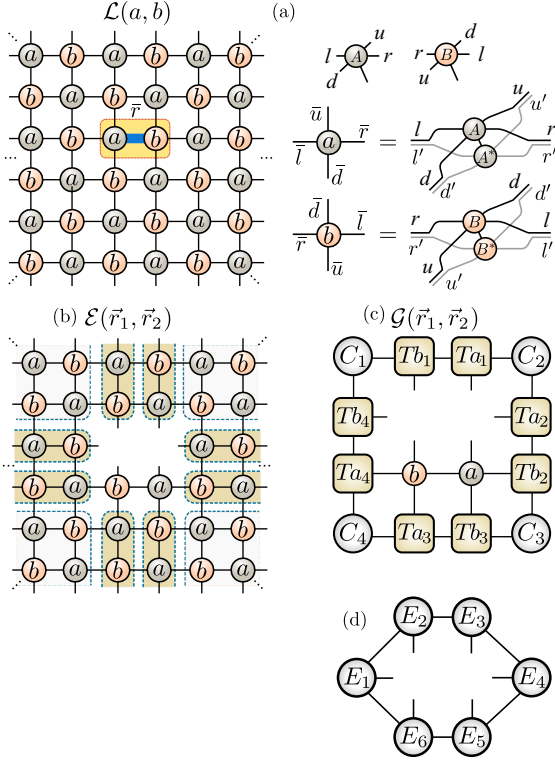 𝓛(a, b)
(a)
a b a b a b
b a b a b a
r̄
... a b a b a b ...
b a b a b a
a b a b a b
b a b a b a
u
l A r
d
d
r B l
u
ū
l̄ a r̄ =
d̄
u u'
l A r
l' A* r'
d d'
d̄
r̄ b l̄ =
ū
d d'
r B l
r' B* l'
u u'
(b) 𝓔(r⃗₁, r⃗₂)
a b a b a b
b a b a b a
a b a b
... b a b a b a ...
a b a b a b
b a b a b a
(c) 𝓖(r⃗₁, r⃗₂)
C₁ Tb₁ Ta₁ C₂
Tb₄ Ta₂
Ta₄ b a Tb₂
C₄ Ta₃ Tb₃ C₃
(d)
E₂ E₃
E₁ E₄
E₆ E₅